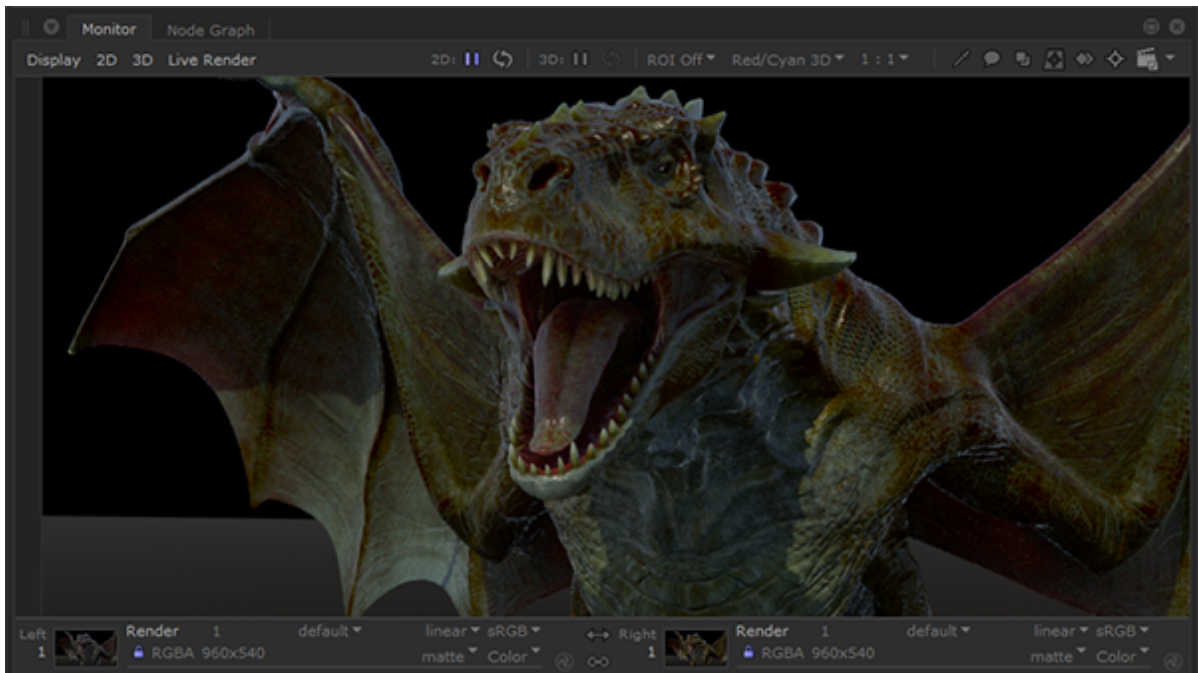 Monitor Node Graph
Display 2D 3D Live Render 2D: 3D: ROI Off Red/Cyan 3D 1 : 1
Left Render 1 default linear sRGB Right Render 1 default linear sRGB
1 RGBA 960x540 matte Color 1 RGBA 960x540 matte Color